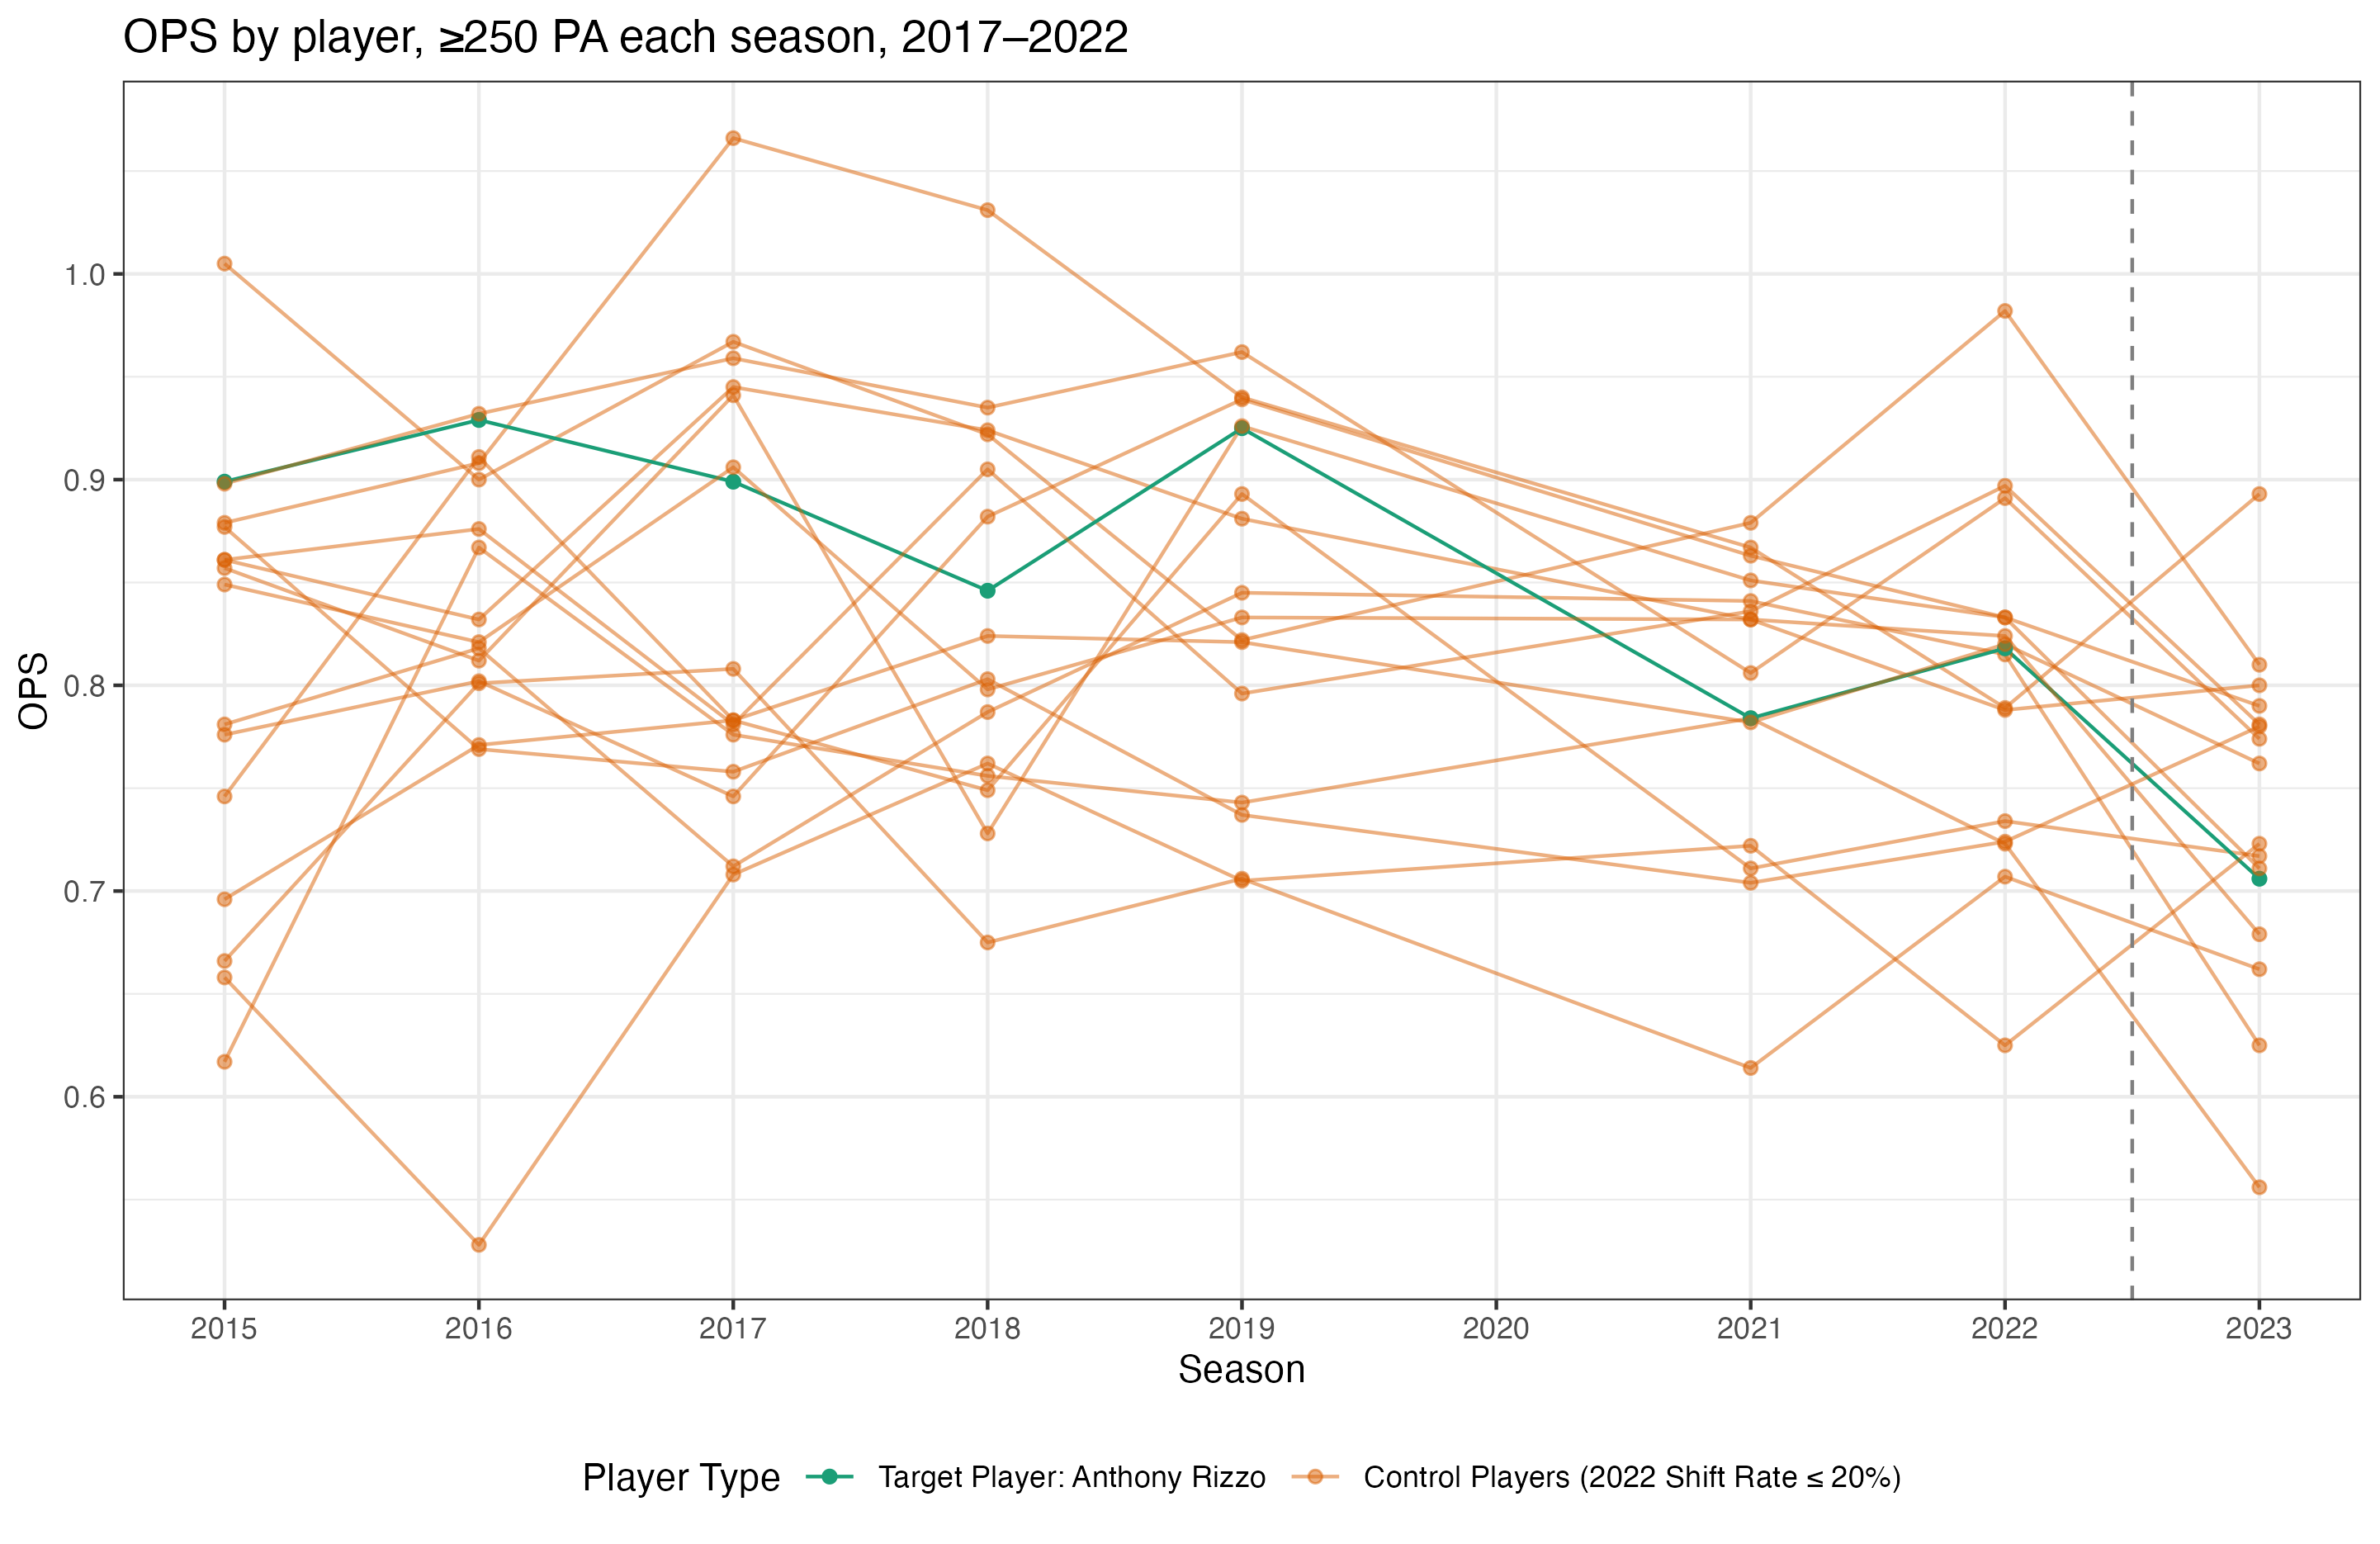 OPS by player, ≥250 PA each season, 2017–2022
OPS
1.0
0.9
0.8
0.7
0.6
2015 2016 2017 2018 2019 2020 2021 2022 2023
Season
Player Type Target Player: Anthony Rizzo Control Players (2022 Shift Rate ≤ 20%)